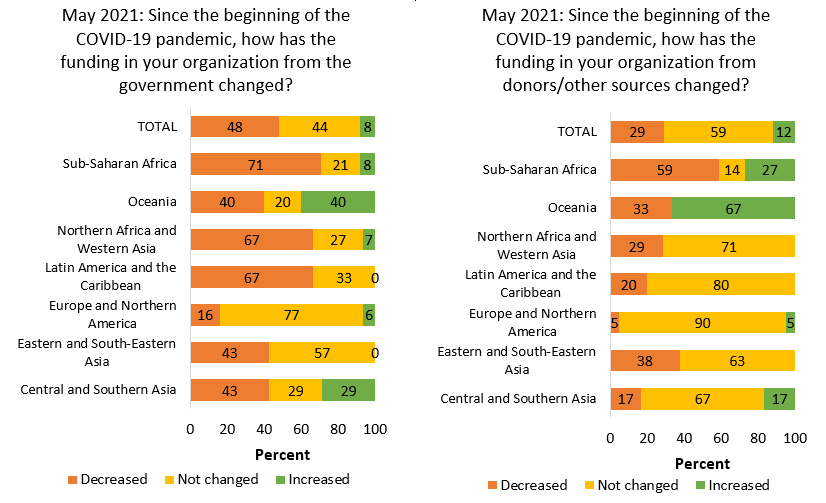 May 2021: Since the beginning of the
COVID-19 pandemic, how has the
funding in your organization from the
government changed?
TOTAL
48 44 8
Sub-Saharan Africa
71 21 8
Oceania
40 20 40
Northern Africa and
Western Asia
67 27 7
Latin America and the
Caribbean
67 33 0
Europe and Northern
America
16 77 6
Eastern and South-Eastern
Asia
43 57 0
Central and Southern Asia
43 29 29
0 20 40 60 80 100
Percent
Decreased Not changed Increased
May 2021: Since the beginning of the
COVID-19 pandemic, how has the
funding in your organization from
donors/other sources changed?
TOTAL
29 59 12
Sub-Saharan Africa
59 14 27
Oceania
33 67
Northern Africa and
Western Asia
29 71
Latin America and the
Caribbean
20 80
Europe and Northern
America
5 90 5
Eastern and South-Eastern
Asia
38 63
Central and Southern Asia
17 67 17
0 20 40 60 80 100
Percent
Decreased Not changed Increased